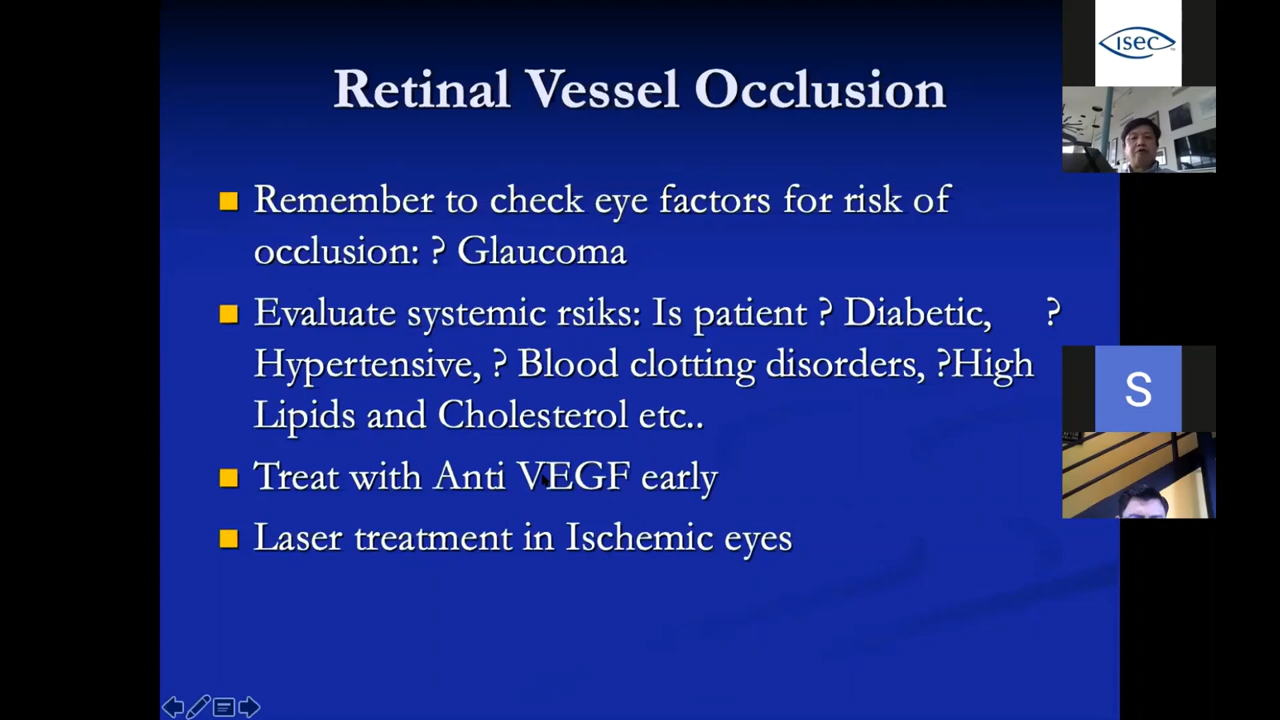 Retinal Vessel Occlusion
Remember to check eye factors for risk of
occlusion: ? Glaucoma
Evaluate systemic rsiks: Is patient ? Diabetic, ?
Hypertensive, ? Blood clotting disorders, ?High
Lipids and Cholesterol etc..
Treat with Anti VEGF early
Laser treatment in Ischemic eyes
ISEC
S